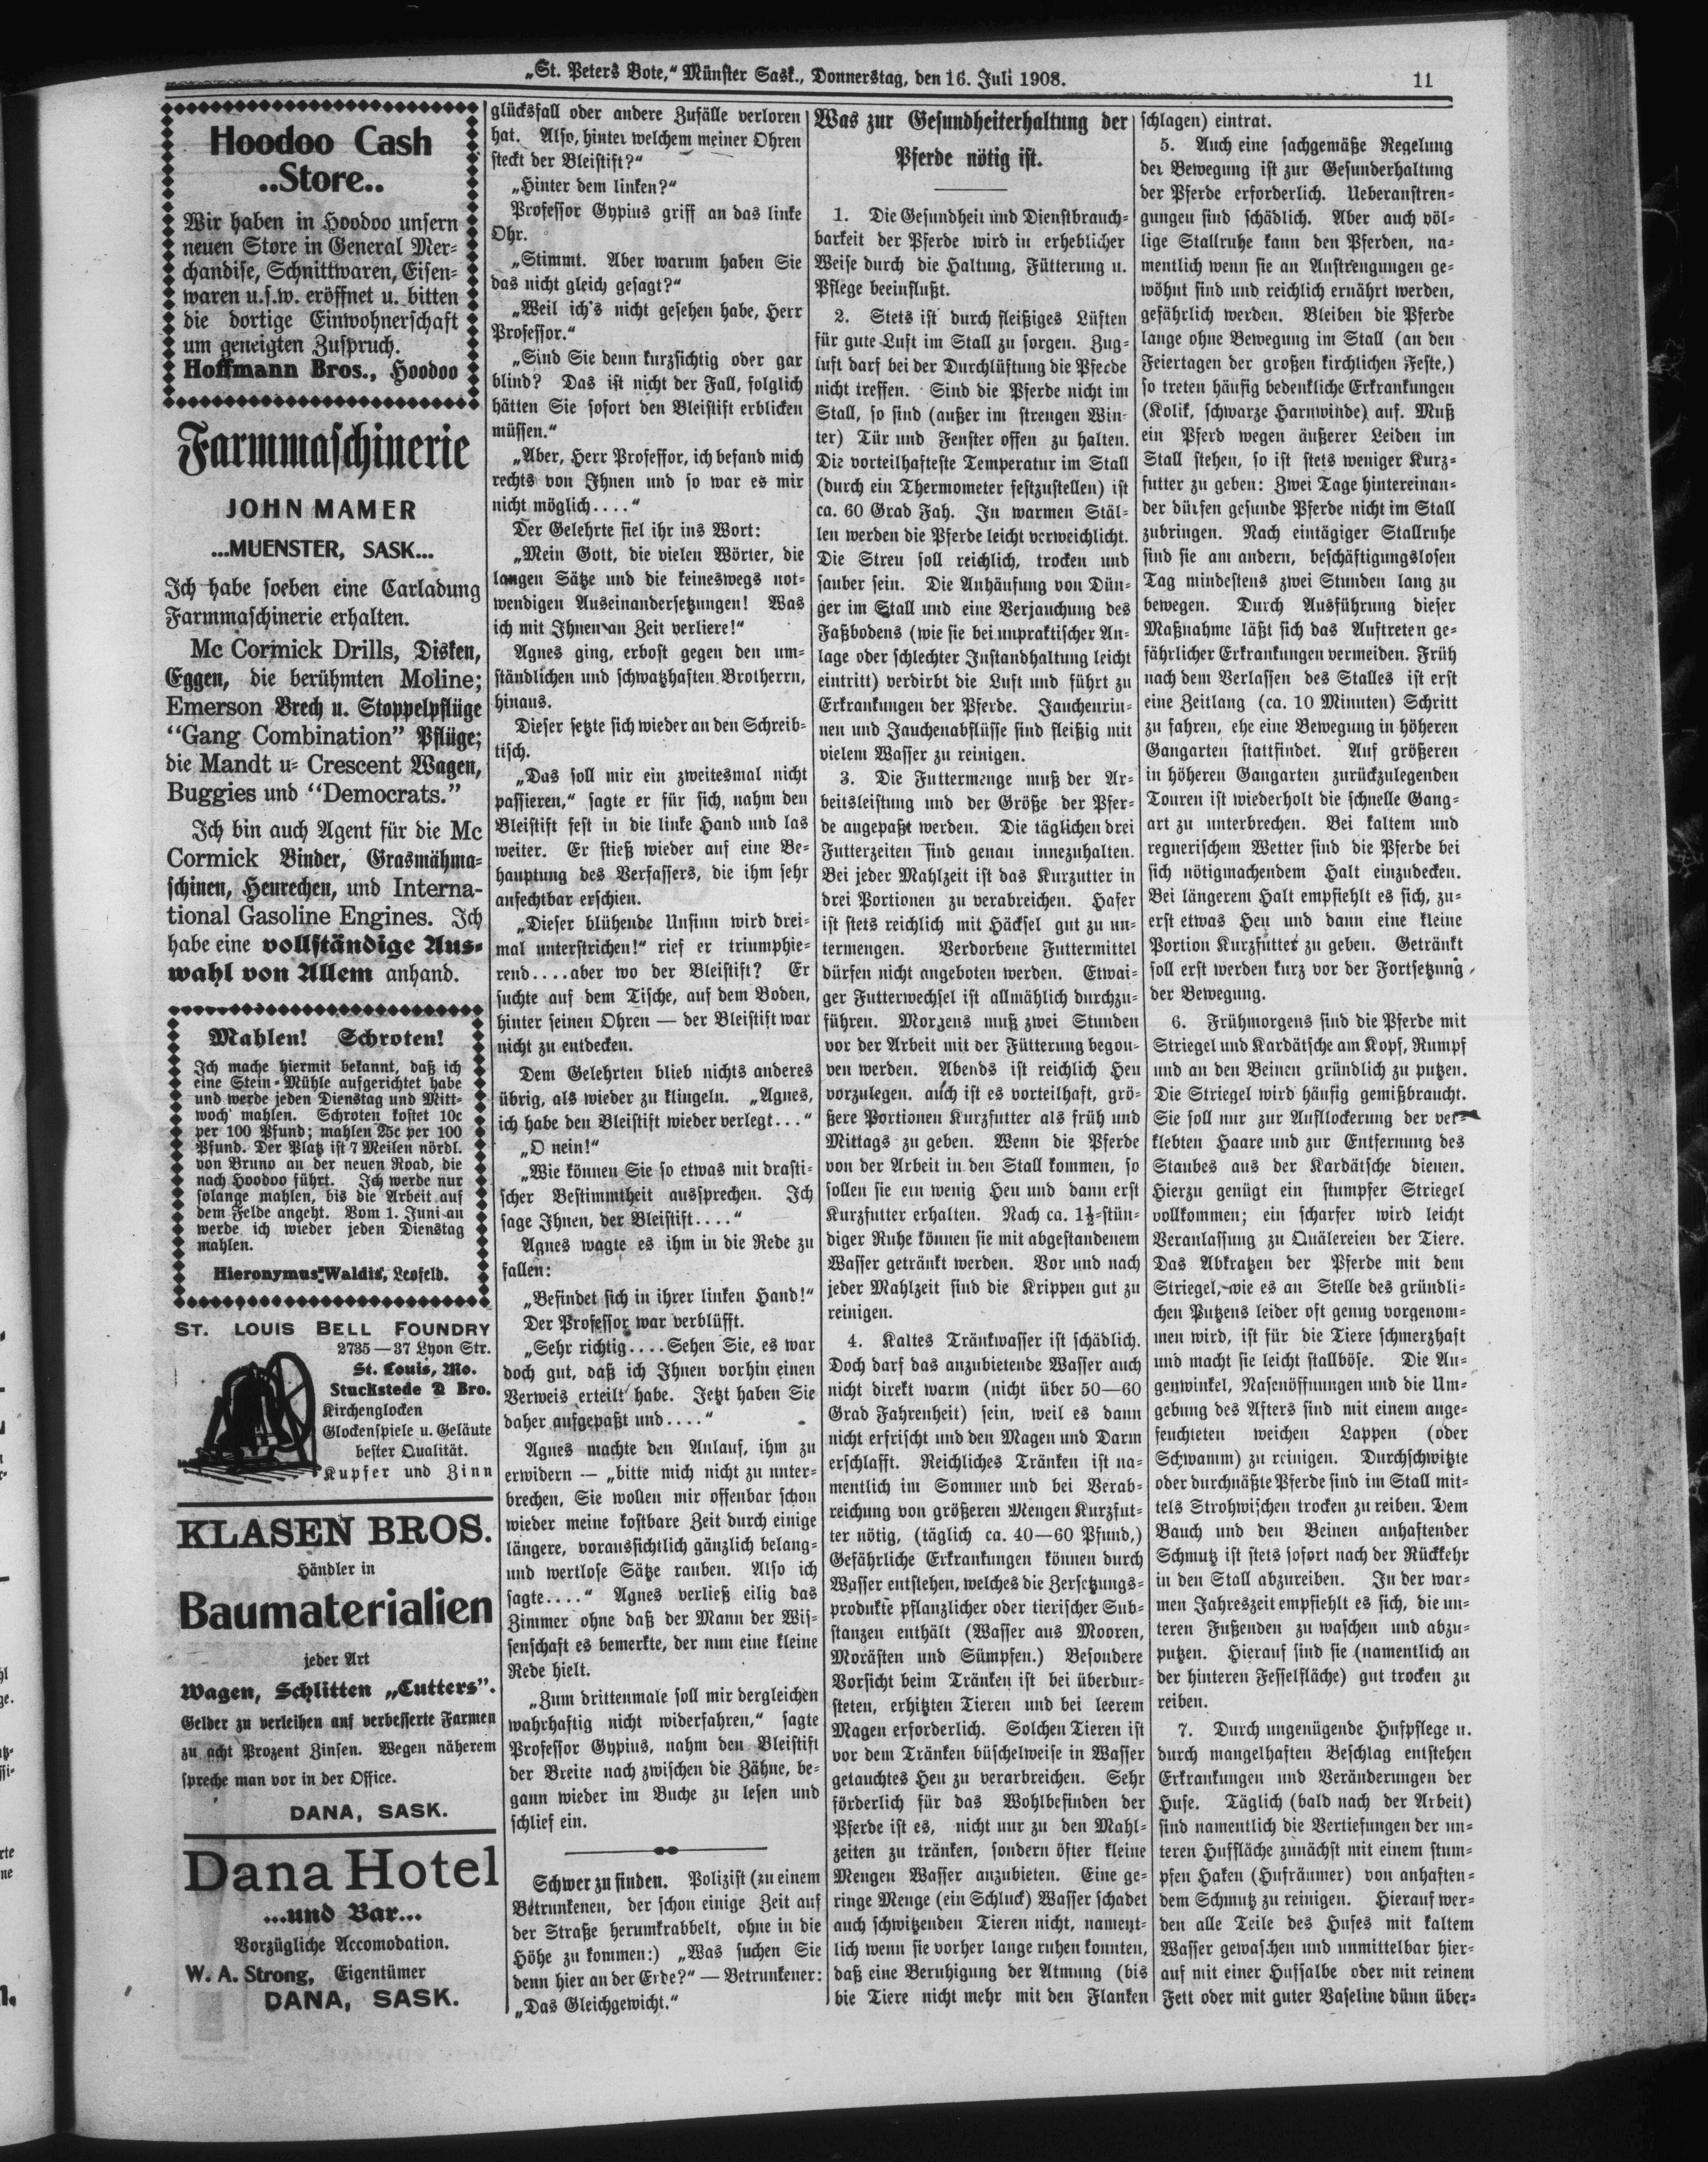 „St. Peters Bote,“ Münster Sask., Donnerstag, den 16. Juli 1908.
11
Hoodoo Cash
..Store..
Wir haben in Hoodoo unsern
neuen Store in General Mer-
chandise, Schnittwaren, Eisen-
waren u.s.w. eröffnet u. bitten
die dortige Einwohnerschaft
um geneigten Zuspruch.
Hoffmann Bros., Hoodoo
Farmmaschinerie
JOHN MAMER
...MUENSTER, SASK...
Ich habe soeben eine Carladung
Farmmaschinerie erhalten.
Mc Cormick Drills, Disken,
Eggen, die berühmten Moline;
Emerson Brech u. Stoppelpflüge
“Gang Combination” Pflüge;
die Mandt u- Crescent Wagen,
Buggies und “Democrats.”
Ich bin auch Agent für die Mc
Cormick Binder, Grasmähma-
schinen, Heurechen, und Interna-
tional Gasoline Engines. Ich
habe eine vollständige Aus-
wahl von Allem anhand.
Mahlen! Schroten!
Ich mache hiermit bekannt, daß ich
eine Stein-Mühle aufgerichtet habe
und werde jeden Dienstag und Mitt-
woch mahlen. Schroten kostet 10c
per 100 Pfund; mahlen 25c per 100
Pfund. Der Platz ist 7 Meilen nördl.
von Bruno an der neuen Road, die
nach Hoodoo führt. Ich werde nur
solange mahlen, bis die Arbeit auf
dem Felde angeht. Vom 1. Juni an
werde ich wieder jeden Dienstag
mahlen.
Hieronymus Waldis, Leofeld.
ST. LOUIS BELL FOUNDRY
2735—37 Lyon Str.
St. Louis, Mo.
Stuckstede & Bro.
Kirchenglocken
Glockenspiele u. Geläute
bester Qualität.
Kupfer und Zinn
KLASEN BROS.
Händler in
Baumaterialien
jeder Art
Wagen, Schlitten „Cutters”.
Gelder zu verleihen auf verbesserte Farmen
zu acht Prozent Zinsen. Wegen näherem
spreche man vor in der Office.
DANA, SASK.
Dana Hotel
...und Bar...
Vorzügliche Accomodation.
W. A. Strong, Eigentümer
DANA, SASK.
glücksfall oder andere Zufälle verloren
hat. Also, hinter welchem meiner Ohren
steckt der Bleistift?“
„Hinter dem linken?“
Professor Gypius griff an das linke
Ohr.
„Stimmt. Aber warum haben Sie
das nicht gleich gesagt?“
„Weil ich's nicht gesehen habe, Herr
Professor.“
„Sind Sie denn kurzsichtig oder gar
blind? Das ist nicht der Fall, folglich
hätten Sie sofort den Bleistift erblicken
müssen.“
„Aber, Herr Professor, ich befand mich
rechts von Ihnen und so war es mir
nicht möglich....“
Der Gelehrte fiel ihr ins Wort:
„Mein Gott, die vielen Wörter, die
langen Sätze und die keineswegs not-
wendigen Auseinandersetzungen! Was
ich mit Ihnen an Zeit verliere!“
Agnes ging, erbost gegen den um-
ständlichen und schwatzhaften Brotherrn,
hinaus.
Dieser setzte sich wieder an den Schreib-
tisch.
„Das soll mir ein zweitesmal nicht
passieren,“ sagte er für sich, nahm den
Bleistift fest in die linke Hand und las
weiter. Er stieß wieder auf eine Be-
hauptung des Verfassers, die ihm sehr
anfechtbar erschien.
„Dieser blühende Unsinn wird drei-
mal unterstrichen!“ rief er triumphie-
rend....aber wo der Bleistift? Er
suchte auf dem Tische, auf dem Boden,
hinter seinen Ohren — der Bleistift war
nicht zu entdecken.
Dem Gelehrten blieb nichts anderes
übrig, als wieder zu klingeln. „Agnes,
ich habe den Bleistift wieder verlegt...“
„O nein!“
„Wie können Sie so etwas mit drasti-
scher Bestimmtheit aussprechen. Ich
sage Ihnen, der Bleistift....“
Agnes wagte es ihm in die Rede zu
fallen:
„Befindet sich in ihrer linken Hand!“
Der Professor war verblüfft.
„Sehr richtig....Sehen Sie, es war
doch gut, daß ich Ihnen vorhin einen
Verweis erteilt habe. Jetzt haben Sie
daher aufgepaßt und....“
Agnes machte den Anlauf, ihm zu
erwidern — „bitte mich nicht zu unter-
brechen, Sie wollen mir offenbar schon
wieder meine kostbare Zeit durch einige
längere, voraussichtlich gänzlich belang-
und wertlose Sätze rauben. Also ich
sagte....“ Agnes verließ eilig das
Zimmer ohne daß der Mann der Wis-
senschaft es bemerkte, der nun eine kleine
Rede hielt.
„Zum drittenmale soll mir dergleichen
wahrhaftig nicht widerfahren,“ sagte
Professor Gypius, nahm den Bleistift
der Breite nach zwischen die Zähne, be-
gann wieder im Buche zu lesen und
schlief ein.
Schwer zu finden. Polizist (zu einem
Betrunkenen, der schon einige Zeit auf
der Straße herumkrabbelt, ohne in die
Höhe zu kommen:) „Was suchen Sie
denn hier an der Erde?“ — Betrunkener:
„Das Gleichgewicht.“
Was zur Gesundheiterhaltung der
Pferde nötig ist.
1. Die Gesundheit und Dienstbrauch-
barkeit der Pferde wird in erheblicher
Weise durch die Haltung, Fütterung u.
Pflege beeinflußt.
2. Stets ist durch fleißiges Lüften
für gute Luft im Stall zu sorgen. Zug-
luft darf bei der Durchlüftung die Pferde
nicht treffen. Sind die Pferde nicht im
Stall, so sind (außer im strengen Win-
ter) Tür und Fenster offen zu halten.
Die vorteilhafteste Temperatur im Stall
(durch ein Thermometer festzustellen) ist
ca. 60 Grad Fah. In warmen Stäl-
len werden die Pferde leicht verweichlicht.
Die Streu soll reichlich, trocken und
sauber sein. Die Anhäufung von Dün-
ger im Stall und eine Verjauchung des
Faßbodens (wie sie bei unpraktischer An-
lage oder schlechter Instandhaltung leicht
eintritt) verdirbt die Luft und führt zu
Erkrankungen der Pferde. Jauchenrin-
nen und Jauchenabflüsse sind fleißig mit
vielem Wasser zu reinigen.
3. Die Futtermenge muß der Ar-
beitsleistung und der Größe der Pfer-
de angepaßt werden. Die täglichen drei
Futterzeiten sind genau innezuhalten.
Bei jeder Mahlzeit ist das Kurzutter in
drei Portionen zu verabreichen. Hafer
ist stets reichlich mit Häcksel gut zu un-
termengen. Verdorbene Futtermittel
dürfen nicht angeboten werden. Etwai-
ger Futterwechsel ist allmählich durchzu-
führen. Morgens muß zwei Stunden
vor der Arbeit mit der Fütterung begon-
ven werden. Abends ist reichlich Heu
vorzulegen. auch ist es vorteilhaft, grö-
ßere Portionen Kurzfutter als früh und
Mittags zu geben. Wenn die Pferde
von der Arbeit in den Stall kommen, so
sollen sie ein wenig Heu und dann erst
Kurzfutter erhalten. Nach ca. 1½-stün-
diger Ruhe können sie mit abgestandenem
Wasser getränkt werden. Vor und nach
jeder Mahlzeit sind die Krippen gut zu
reinigen.
4. Kaltes Tränkwasser ist schädlich.
Doch darf das anzubietende Wasser auch
nicht direkt warm (nicht über 50—60
Grad Fahrenheit) sein, weil es dann
nicht erfrischt und den Magen und Darm
erschlafft. Reichliches Tränken ist na-
mentlich im Sommer und bei Verab-
reichung von größeren Mengen Kurzfut-
ter nötig, (täglich ca. 40—60 Pfund,)
Gefährliche Erkrankungen können durch
Wasser entstehen, welches die Zersetzungs-
produkte pflanzlicher oder tierischer Sub-
stanzen enthält (Wasser aus Mooren,
Morästen und Sümpfen.) Besondere
Vorsicht beim Tränken ist bei überdur-
steten, erhitzten Tieren und bei leerem
Magen erforderlich. Solchen Tieren ist
vor dem Tränken büschelweise in Wasser
getauchtes Heu zu verarbreichen. Sehr
förderlich für das Wohlbefinden der
Pferde ist es, nicht nur zu den Mahl-
zeiten zu tränken, sondern öfter kleine
Mengen Wasser anzubieten. Eine ge-
ringe Menge (ein Schluck) Wasser schadet
auch schwitzenden Tieren nicht, nament-
lich wenn sie vorher lange ruhen konnten,
daß eine Beruhigung der Atmung (bis
die Tiere nicht mehr mit den Flanken
schlagen) eintrat.
5. Auch eine sachgemäße Regelung
der Bewegung ist zur Gesunderhaltung
der Pferde erforderlich. Ueberanstren-
gungen sind schädlich. Aber auch völ-
lige Stallruhe kann den Pferden, na-
mentlich wenn sie an Anstrengungen ge-
wöhnt sind und reichlich ernährt werden,
gefährlich werden. Bleiben die Pferde
lange ohne Bewegung im Stall (an den
Feiertagen der großen kirchlichen Feste,)
so treten häufig bedenkliche Erkrankungen
(Kolik, schwarze Harnwinde) auf. Muß
ein Pferd wegen äußerer Leiden im
Stall stehen, so ist stets weniger Kurz-
futter zu geben: Zwei Tage hintereinan-
der dürfen gesunde Pferde nicht im Stall
zubringen. Nach eintägiger Stallruhe
sind sie am andern, beschäftigungslosen
Tag mindestens zwei Stunden lang zu
bewegen. Durch Ausführung dieser
Maßnahme läßt sich das Auftreten ge-
fährlicher Erkrankungen vermeiden. Früh
nach dem Verlassen des Stalles ist erst
eine Zeitlang (ca. 10 Minuten) Schritt
zu fahren, ehe eine Bewegung in höheren
Gangarten stattfindet. Auf größeren
in höheren Gangarten zurückzulegenden
Touren ist wiederholt die schnelle Gang-
art zu unterbrechen. Bei kaltem und
regnerischem Wetter sind die Pferde bei
sich nötigmachendem Halt einzudecken.
Bei längerem Halt empfiehlt es sich, zu-
erst etwas Heu und dann eine kleine
Portion Kurzfutter zu geben. Getränkt
soll erst werden kurz vor der Fortsetzung
der Bewegung.
6. Frühmorgens sind die Pferde mit
Striegel und Kardätsche am Kopf, Rumpf
und an den Beinen gründlich zu putzen.
Die Striegel wird häufig gemißbraucht.
Sie soll nur zur Auflockerung der ver-
klebten Haare und zur Entfernung des
Staubes aus der Kardätsche dienen.
Hierzu genügt ein stumpfer Striegel
vollkommen; ein scharfer wird leicht
Veranlassung zu Quälereien der Tiere.
Das Abkratzen der Pferde mit dem
Striegel, wie es an Stelle des gründli-
chen Putzens leider oft genug vorgenom-
men wird, ist für die Tiere schmerzhaft
und macht sie leicht stallböse. Die Au-
genwinkel, Nasenöffnungen und die Um-
gebung des Afters sind mit einem ange-
feuchteten weichen Lappen (oder
Schwamm) zu reinigen. Durchschwitzte
oder durchnäßte Pferde sind im Stall mit-
tels Strohwischen trocken zu reiben. Dem
Bauch und den Beinen anhaftender
Schmutz ist stets sofort nach der Rückkehr
in den Stall abzureiben. In der war-
men Jahreszeit empfiehlt es sich, die un-
teren Fußenden zu waschen und abzu-
putzen. Hierauf sind sie (namentlich an
der hinteren Fesselfläche) gut trocken zu
reiben.
7. Durch ungenügende Hufpflege u.
durch mangelhaften Beschlag entstehen
Erkrankungen und Veränderungen der
Hufe. Täglich (bald nach der Arbeit)
sind namentlich die Vertiefungen der un-
teren Huffläche zunächst mit einem stum-
pfen Haken (Hufräumer) von anhaften-
dem Schmutz zu reinigen. Hierauf wer-
den alle Teile des Hufes mit kaltem
Wasser gewaschen und unmittelbar hier-
auf mit einer Hufsalbe oder mit reinem
Fett oder mit guter Vaseline dünn über-